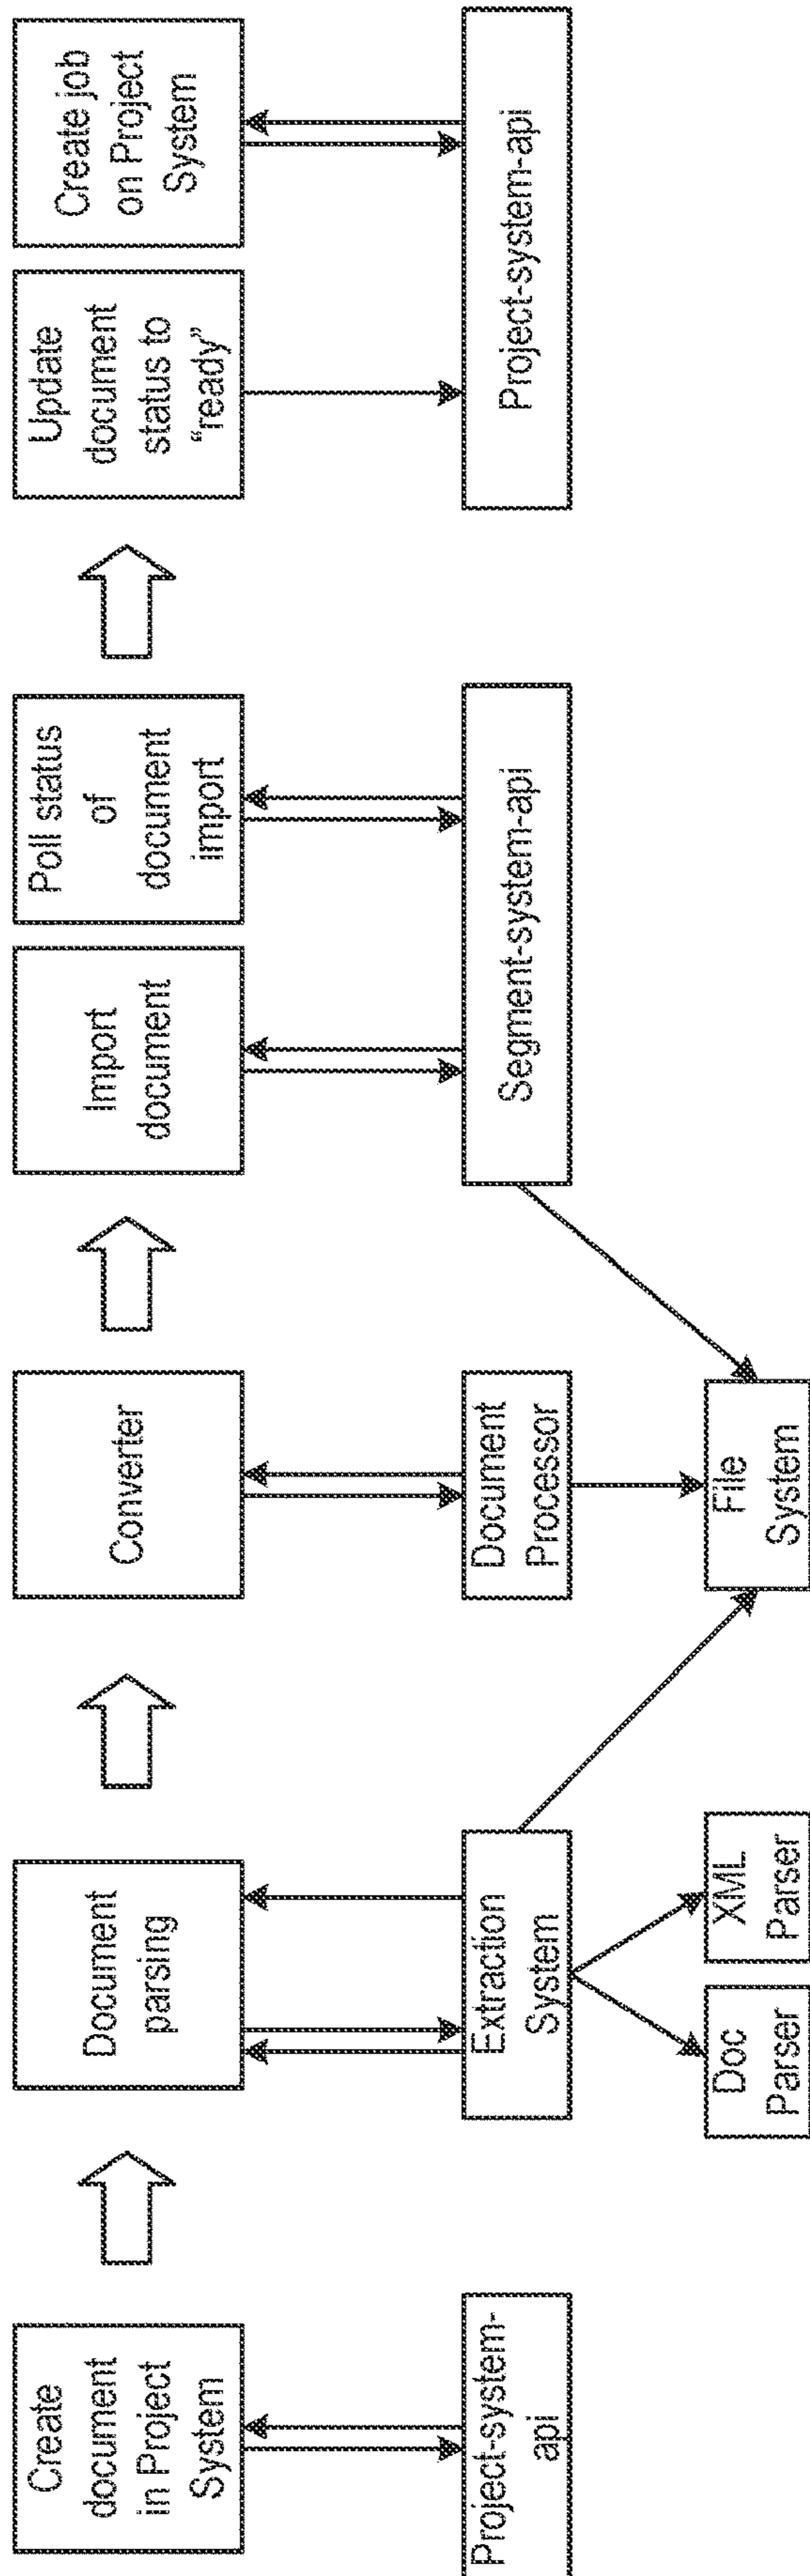 Create
document
in Project
System
Document
parsing
Converter
Import
document
Poll status
of
document
import
Update
document
status to
“ready”
Create job
on Project
System
Project-system-
api
Extraction
System
Document
Processor
Segment-system-api
Project-system-api
Doc
Parser
XML
Parser
File
System